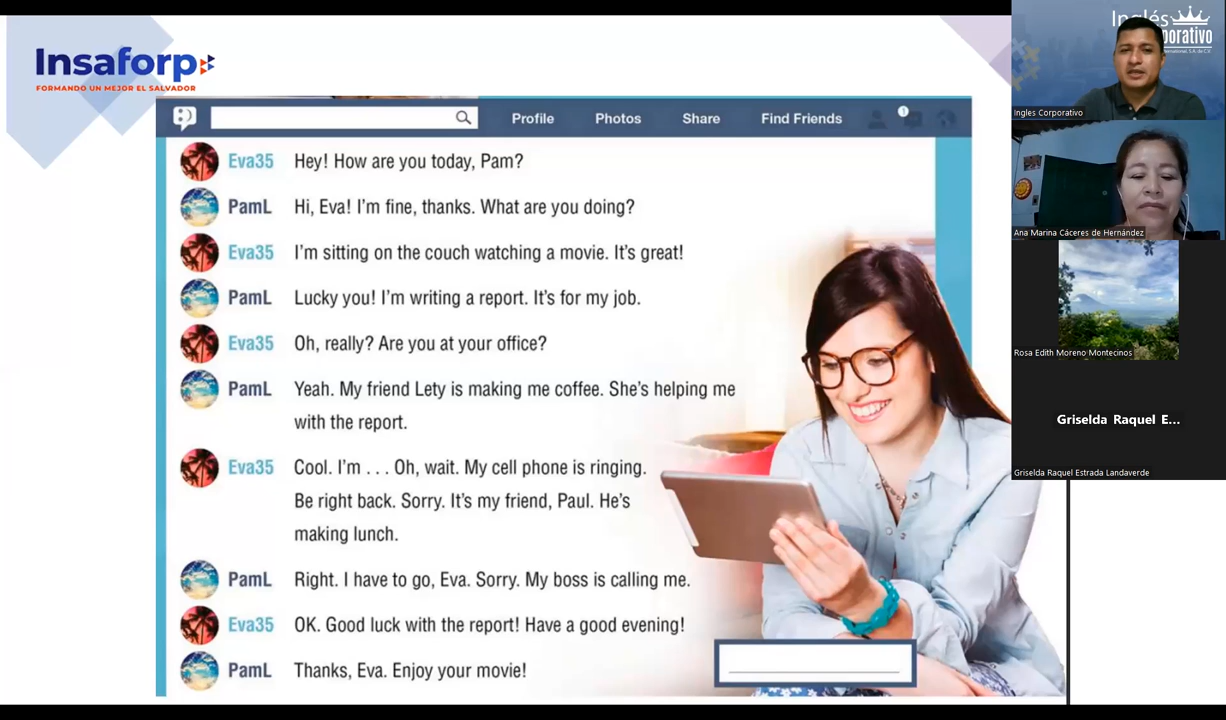 Insaforp
FORMANDO UN MEJOR EL SALVADOR
Profile Photos Share Find Friends
1
Eva35 Hey! How are you today, Pam?
PamL Hi, Eva! I'm fine, thanks. What are you doing?
Eva35 I'm sitting on the couch watching a movie. It's great!
PamL Lucky you! I'm writing a report. It's for my job.
Eva35 Oh, really? Are you at your office?
PamL Yeah. My friend Lety is making me coffee. She's helping me
with the report.
Eva35 Cool. I'm . . . Oh, wait. My cell phone is ringing.
Be right back. Sorry. It's my friend, Paul. He's
making lunch.
PamL Right. I have to go, Eva. Sorry. My boss is calling me.
Eva35 OK. Good luck with the report! Have a good evening!
PamL Thanks, Eva. Enjoy your movie!
Ingles Corporativo
Ana Marina Cáceres de Hernández
Rosa Edith Moreno Montecinos
Griselda Raquel E...
Griselda Raquel Estrada Landaverde